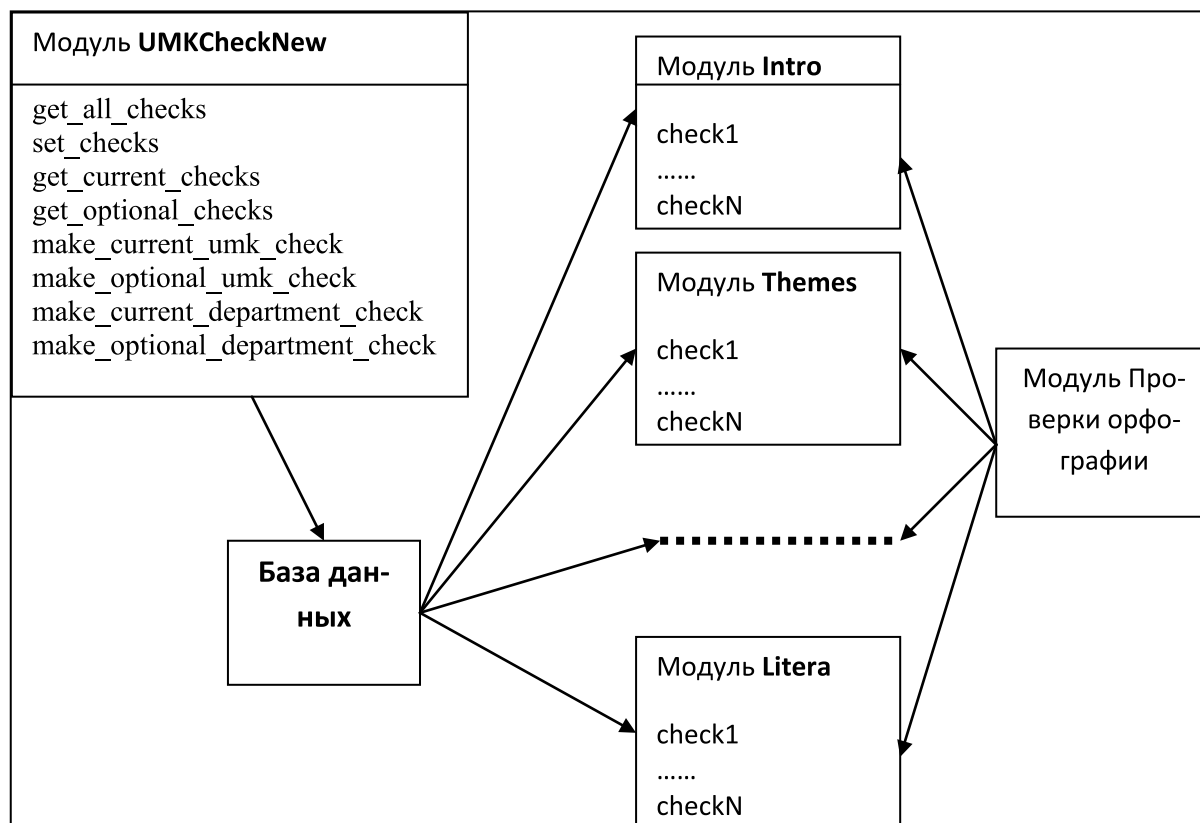 Модуль UMKCheckNew
get_all_checks
set_checks
get_current_checks
get_optional_checks
make_current_umk_check
make_optional_umk_check
make_current_department_check
make_optional_department_check
База дан-
ных
Модуль Intro
check1
……
checkN
Модуль Themes
check1
……
checkN
Модуль Litera
check1
……
checkN
Модуль Про-
верки орфо-
графии